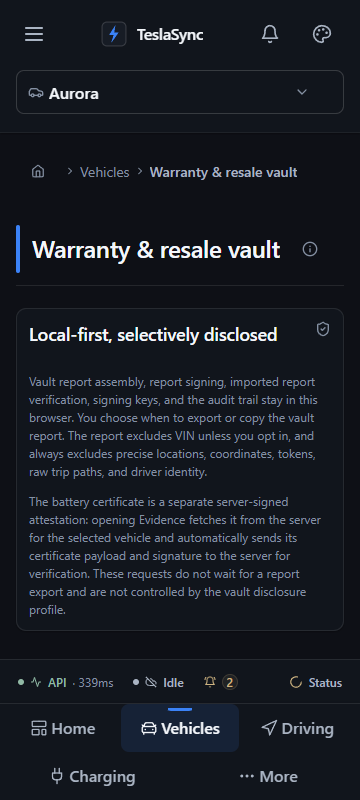 TeslaSync
Aurora
Vehicles
Warranty & resale vault
Warranty & resale vault
Local-first, selectively disclosed
Vault report assembly, report signing, imported report
verification, signing keys, and the audit trail stay in this
browser. You choose when to export or copy the vault
report. The report excludes VIN unless you opt in, and
always excludes precise locations, coordinates, tokens,
raw trip paths, and driver identity.
The battery certificate is a separate server-signed
attestation: opening Evidence fetches it from the server
for the selected vehicle and automatically sends its
certificate payload and signature to the server for
verification. These requests do not wait for a report
export and are not controlled by the vault disclosure
profile.
API · 339ms Idle 2 Status
Home Vehicles Driving
Charging More